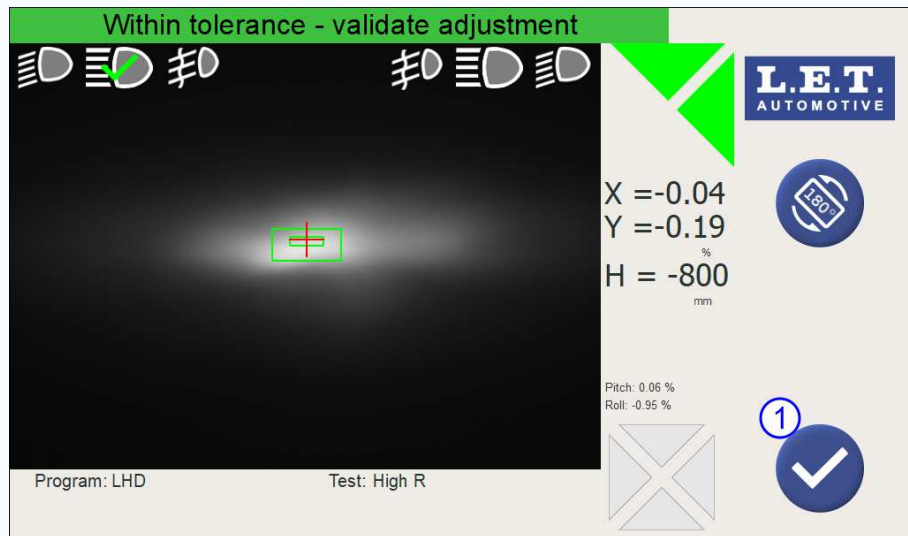 Within tolerance - validate adjustment
L.E.T.
AUTOMOTIVE
180°
X =-0.04
Y =-0.19
%
H = -800
mm
Pitch: 0.06 %
Roll: -0.95 %
1
Program: LHD
Test: High R